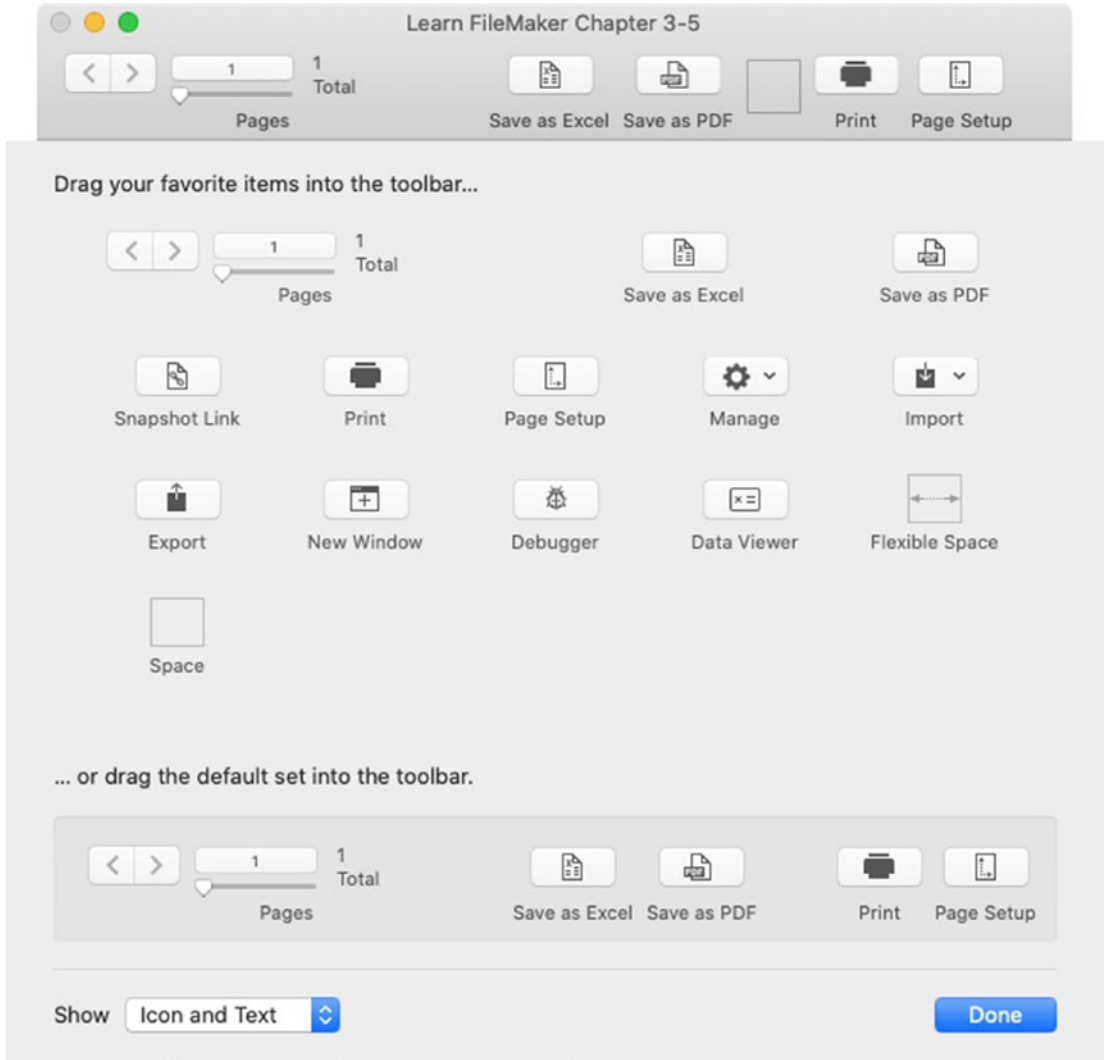 Learn FileMaker Chapter 3-5
1
1
Total
Pages
Save as Excel
PDF
Save as PDF
Print
Page Setup
Drag your favorite items into the toolbar...
1
1
Total
Pages
Save as Excel
PDF
Save as PDF
Snapshot Link
Print
Page Setup
Manage
Import
Export
New Window
Debugger
Data Viewer
Flexible Space
Space
... or drag the default set into the toolbar.
1
1
Total
Pages
Save as Excel
PDF
Save as PDF
Print
Page Setup
Show
Icon and Text
Done